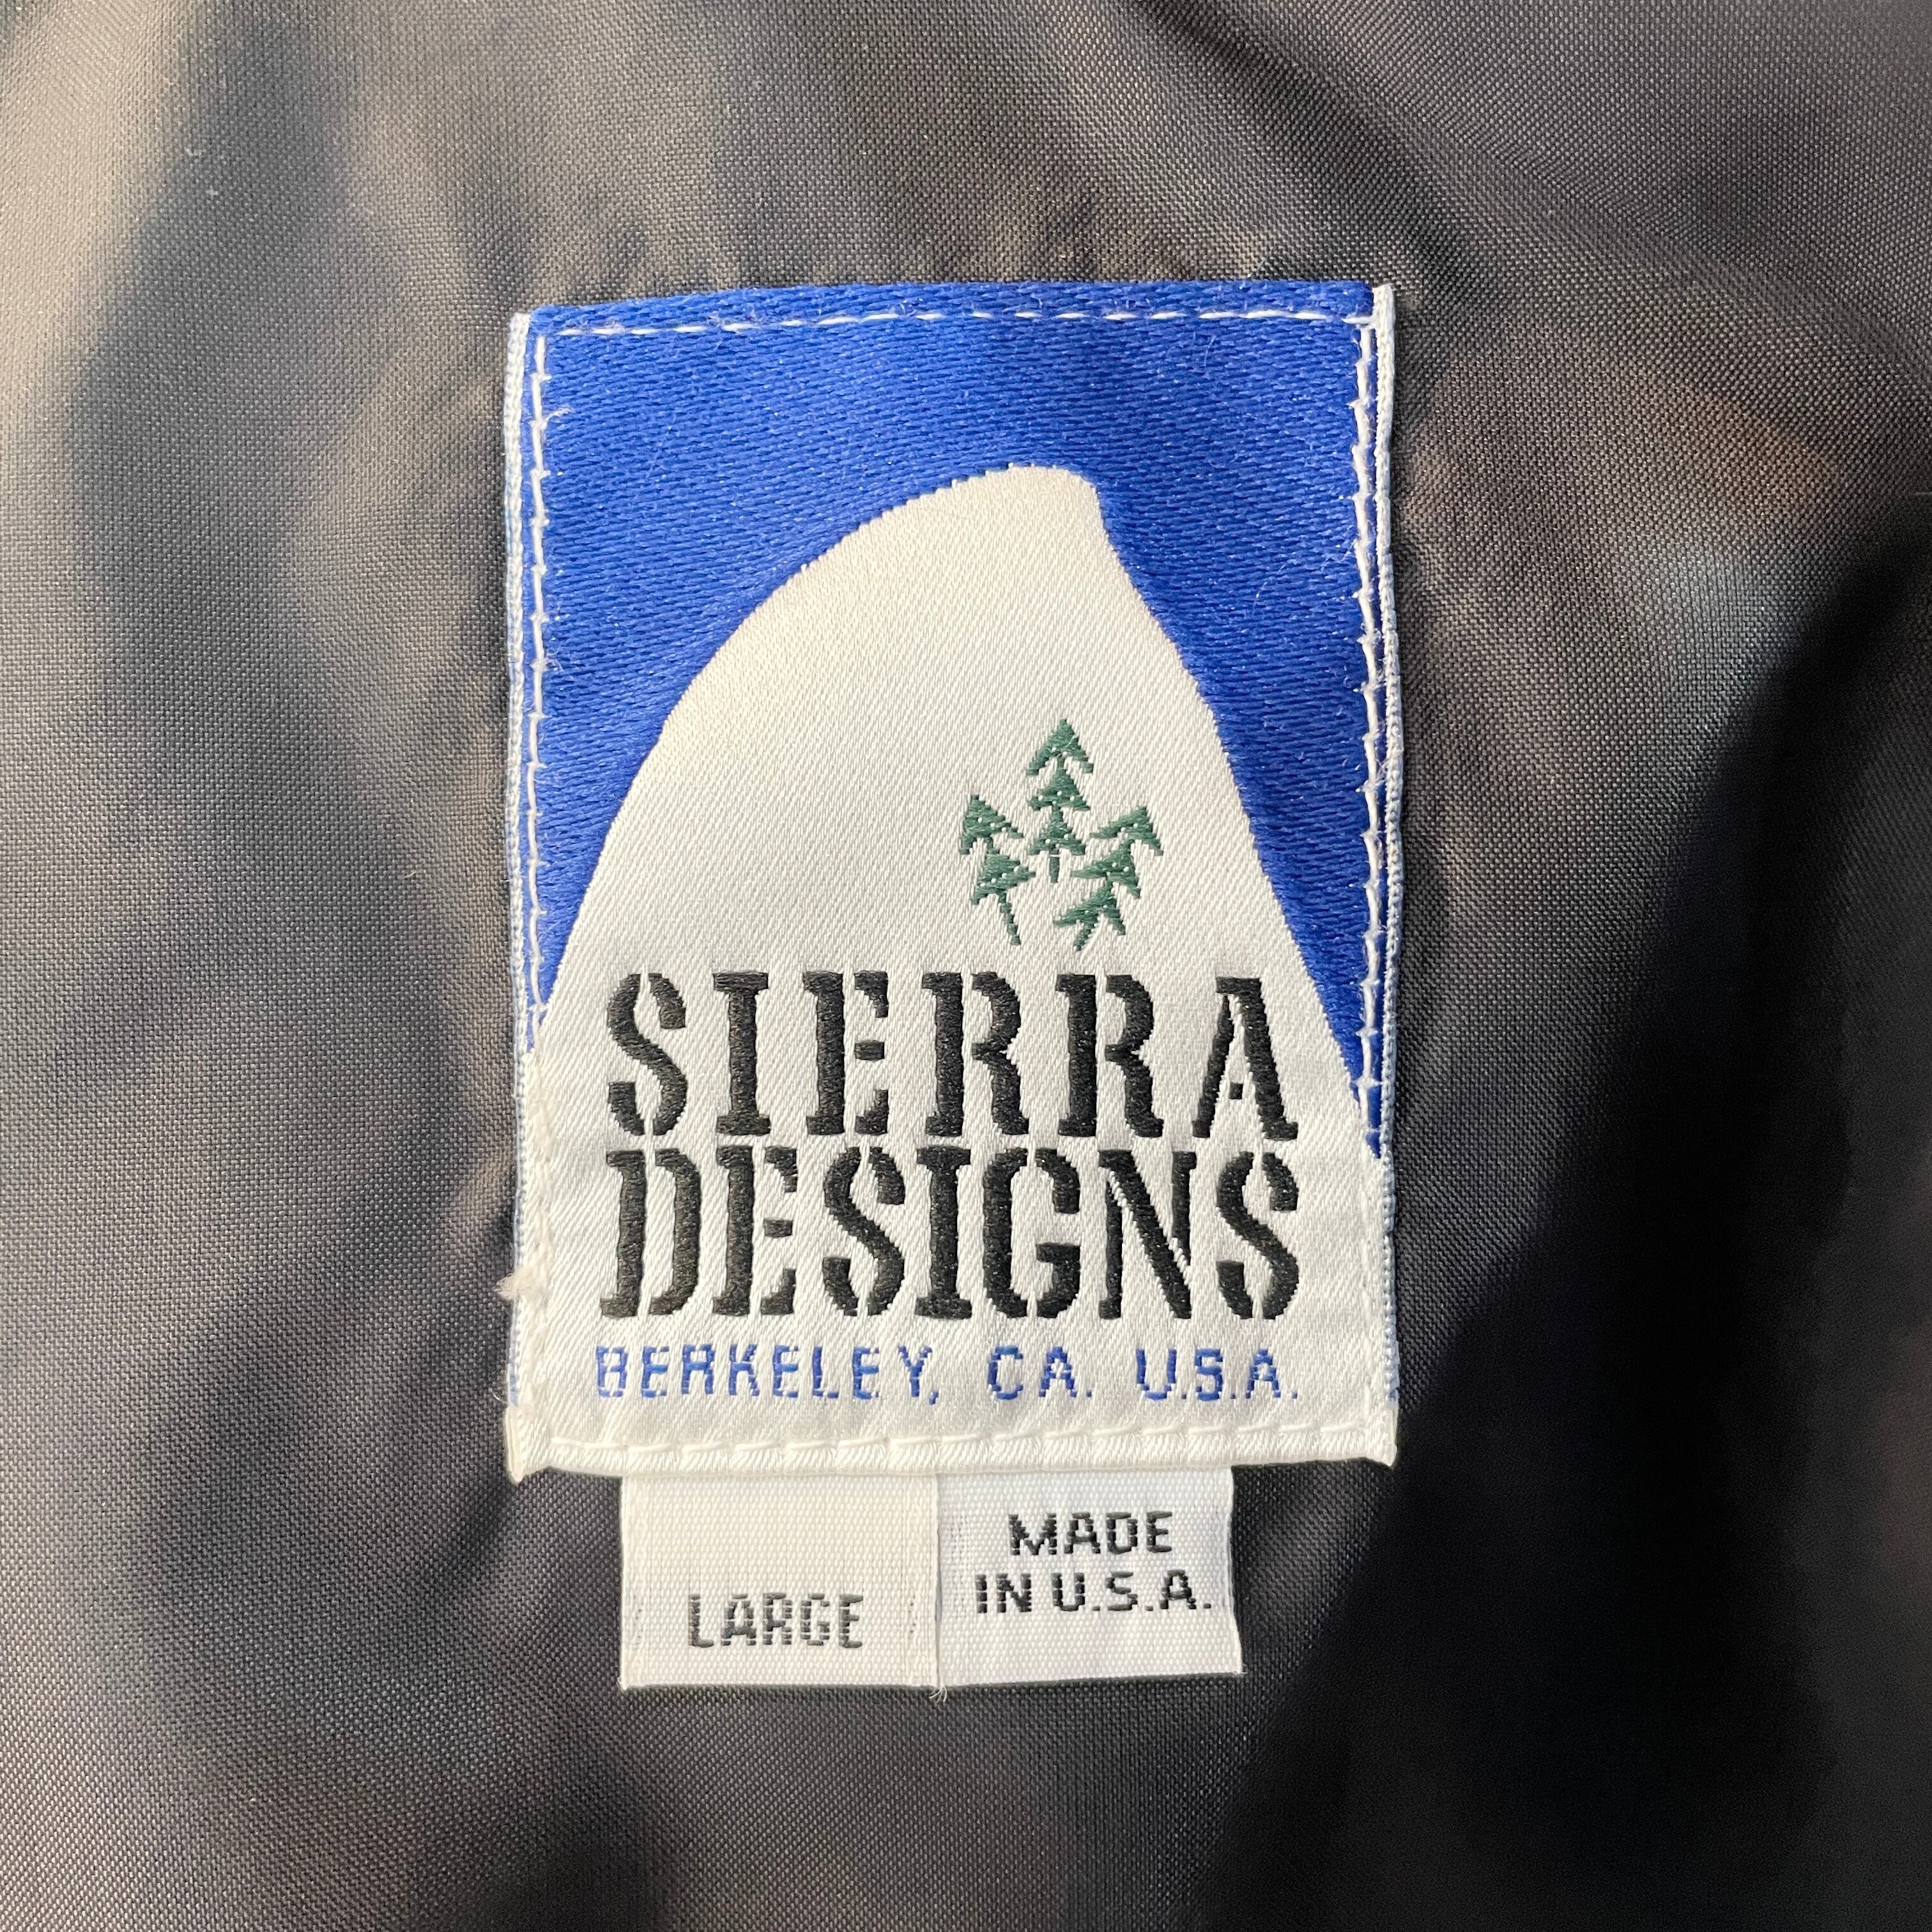 SIERRA
DESIGNS
BERKELEY, CA. U.S.A.
LARGE
MADE
IN U.S.A.